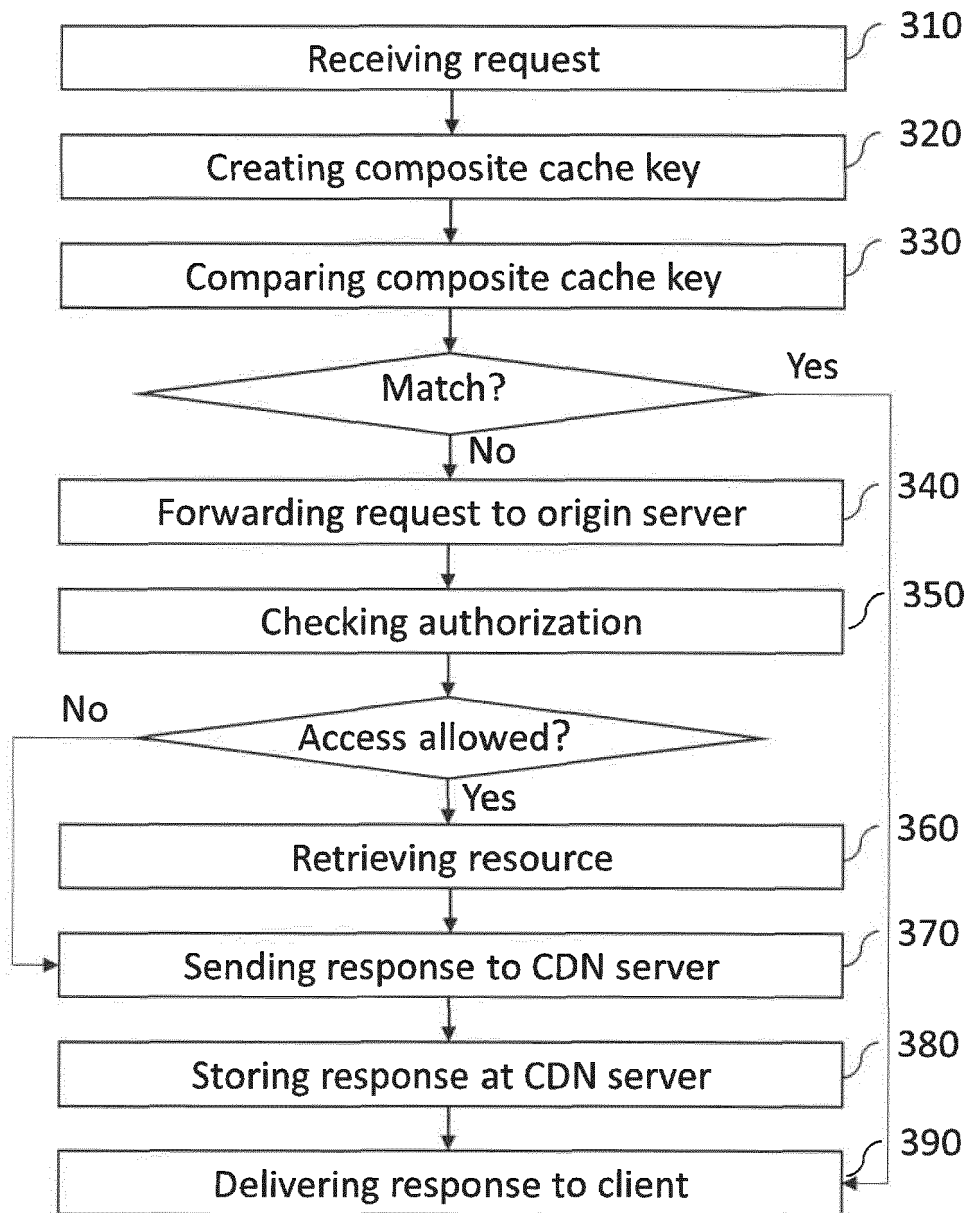 310
Receiving request
320
Creating composite cache key
330
Comparing composite cache key
Match?
Yes
No
340
Forwarding request to origin server
350
Checking authorization
No
Access allowed?
Yes
360
Retrieving resource
370
Sending response to CDN server
380
Storing response at CDN server
390
Delivering response to client